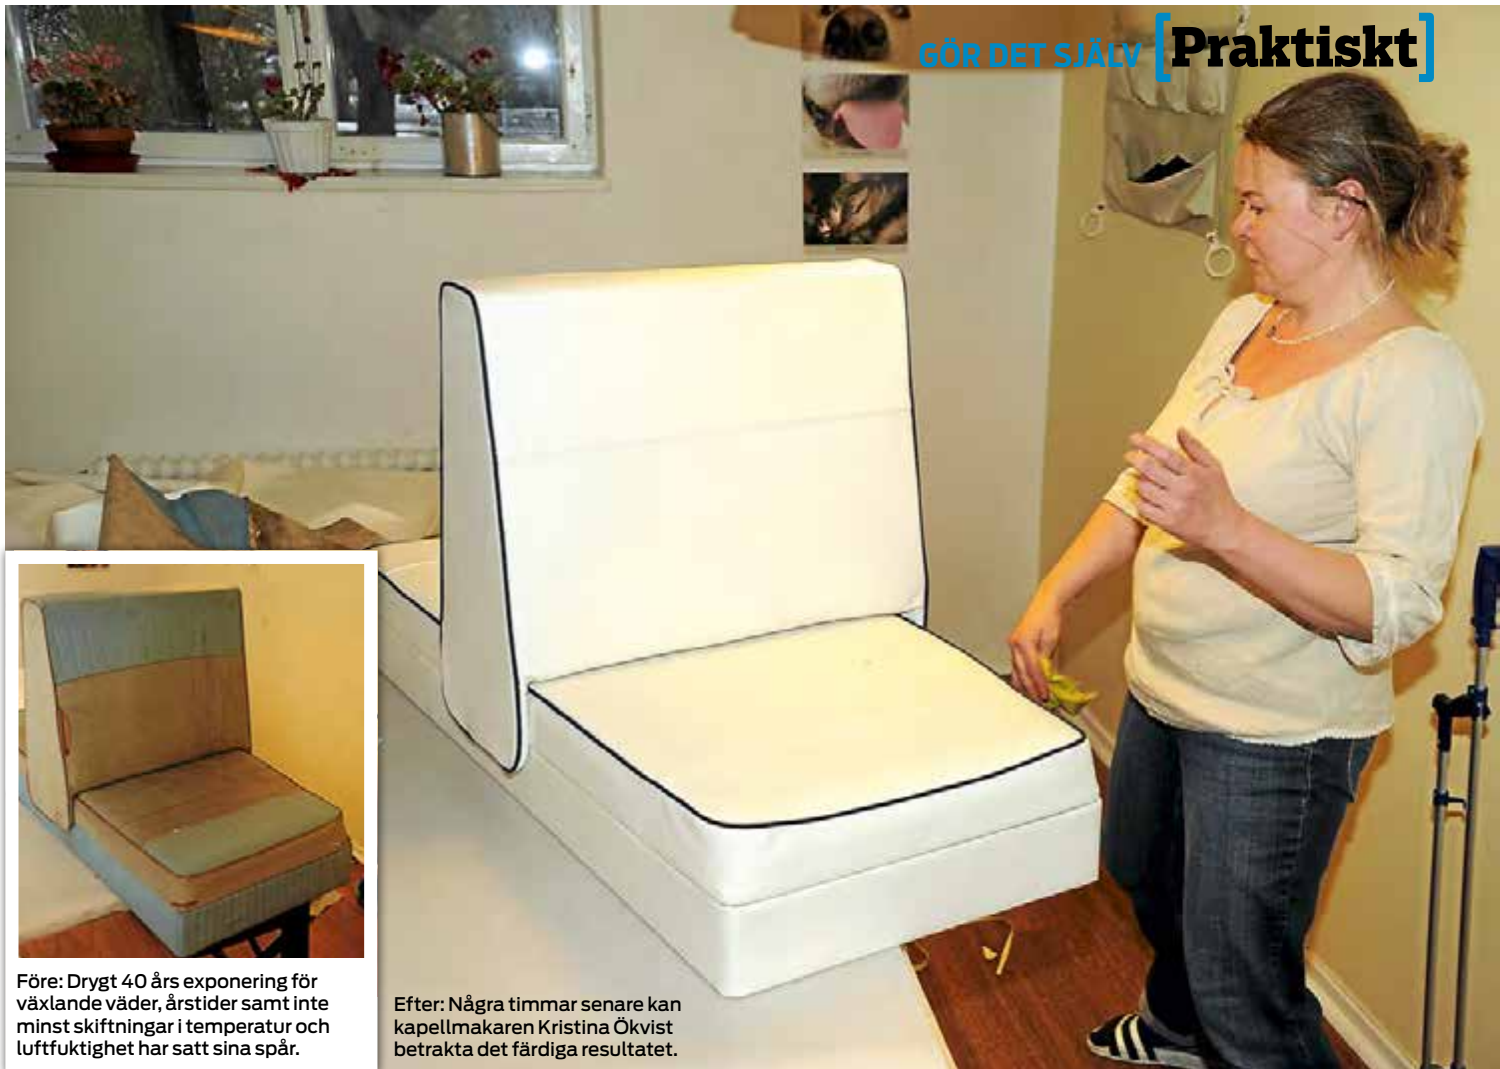 GÖR DET SJÄLV [Praktiskt]
Före: Drygt 40 års exponering för
växlande väder, årstider samt inte
minst skiftningar i temperatur och
luftfuktighet har satt sina spår.
Efter: Några timmar senare kan
kapellmakaren Kristina Ökvist
betrakta det färdiga resultatet.